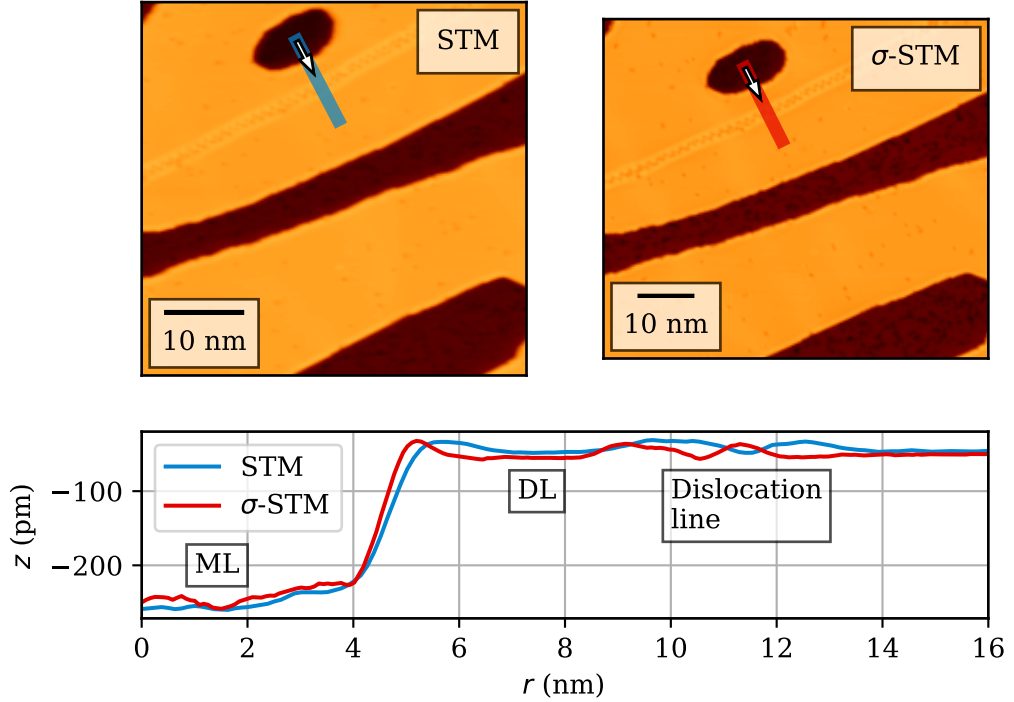 STM
σ-STM
10 nm
10 nm
STM
σ-STM
ML
DL
Dislocation
line
−100
−200
z (pm)
0 2 4 6 8 10 12 14 16
r (nm)